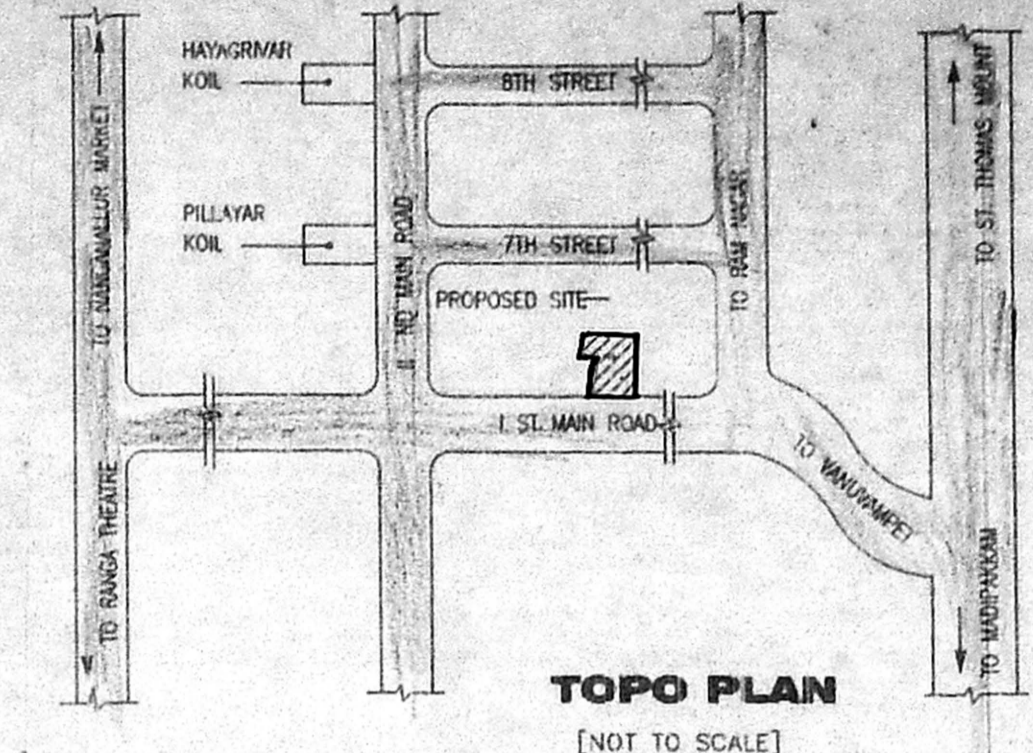 HAYAGRIVAR
KOIL
8TH STREET
TO NANGANALLUR MARKET
TO ST. THOMAS MOUNT
PILLAYAR
KOIL
II ND MAIN ROAD
7TH STREET
TO RAM NAGAR
PROPOSED SITE
I. ST. MAIN ROAD
TO VANUVAMPET
TO RANGA THEATRE
TO MADIPAKKAM
TOPO PLAN
[NOT TO SCALE]